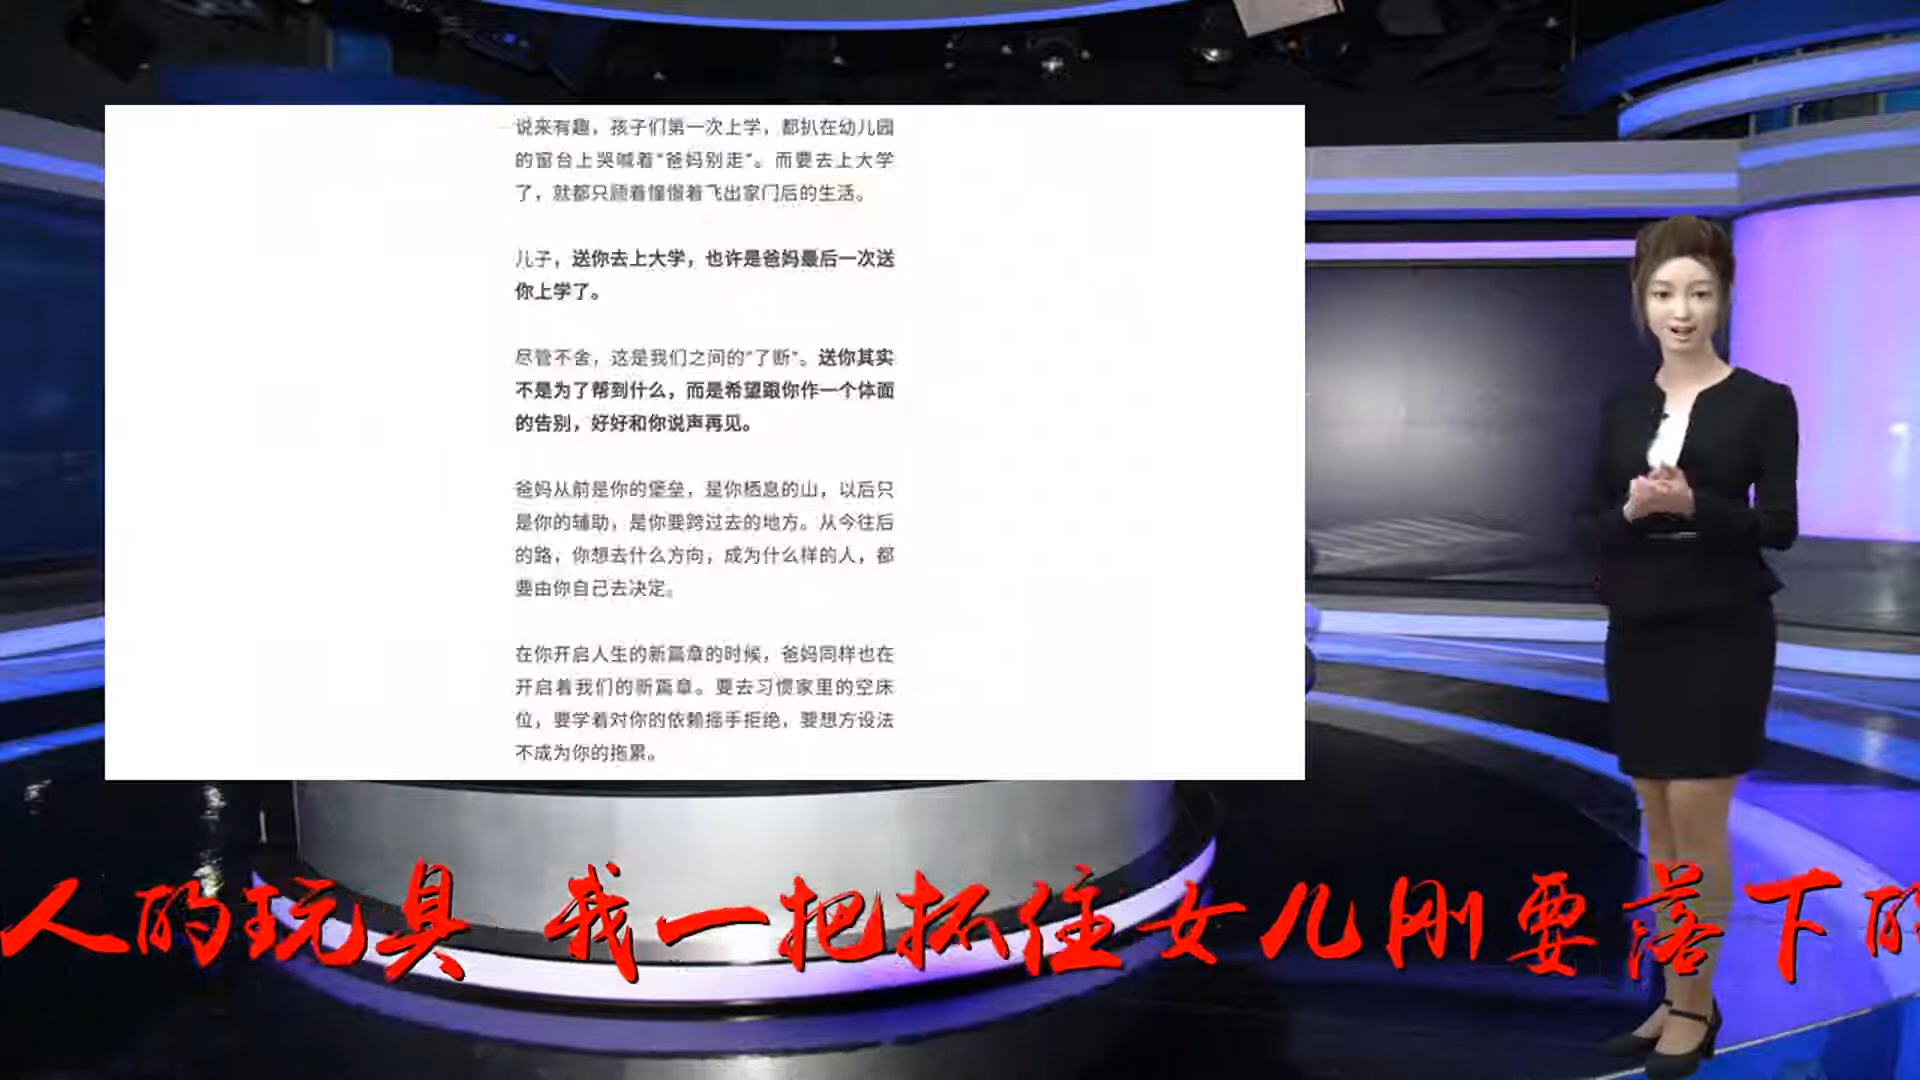 说来有趣，孩子们第一次上学，都扒在幼儿园
的窗台上哭喊着“爸妈别走”。而要去上大学
了，就都只顾着憧憬着飞出家门后的生活。
儿子，送你去上大学，也许是爸妈最后一次送
你上学了。
尽管不舍，这是我们之间的“了断”。送你其实
不是为了帮到什么，而是希望跟你作一个体面
的告别，好好和你说声再见。
爸妈从前是你的堡垒，是你栖息的山，以后只
是你的辅助，是你要跨过去的地方。从今往后
的路，你想去什么方向，成为什么样的人，都
要由你自己去决定。
在你开启人生的新篇章的时候，爸妈同样也在
开启着我们的新篇章。要去习惯家里的空床
位，要学着对你的依赖摇手拒绝，要想方设法
不成为你的拖累。
人的玩具 我一把抓住女儿刚要落下的